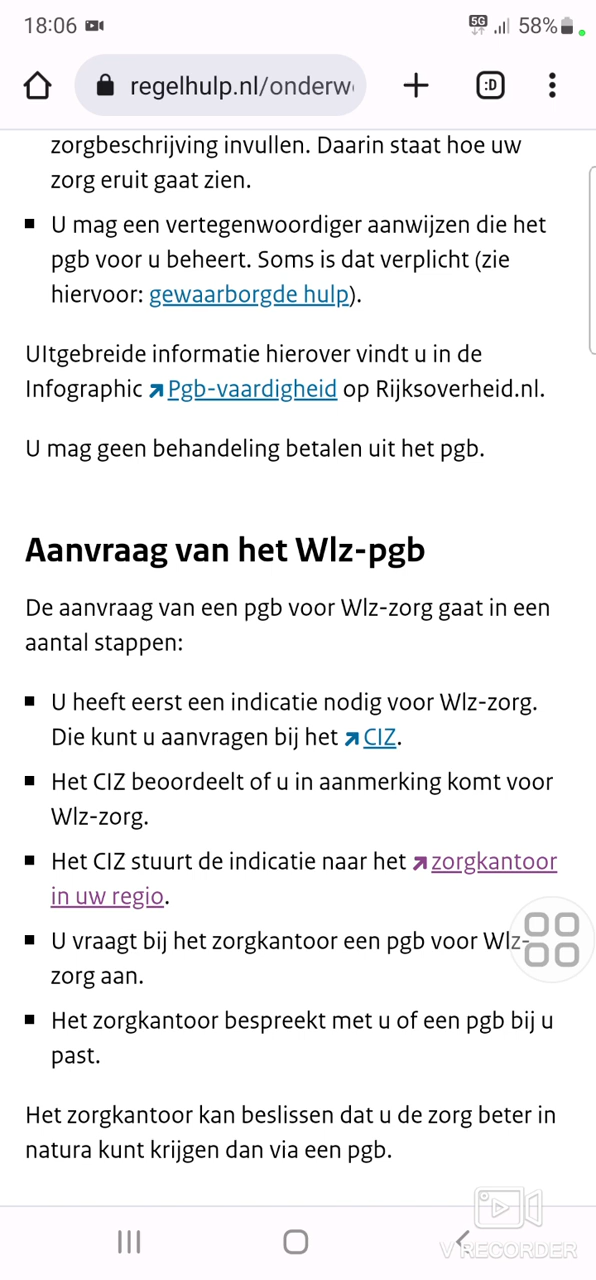 18:06
5G
58%
regelhulp.nl/onderw
:D
zorgbeschrijving invullen. Daarin staat hoe uw
zorg eruit gaat zien.
U mag een vertegenwoordiger aanwijzen die het
pgb voor u beheert. Soms is dat verplicht (zie
hiervoor: gewaarborgde hulp).
UItgebreide informatie hierover vindt u in de
Infographic Pgb-vaardigheid op Rijksoverheid.nl.
U mag geen behandeling betalen uit het pgb.
Aanvraag van het Wlz-pgb
De aanvraag van een pgb voor Wlz-zorg gaat in een
aantal stappen:
U heeft eerst een indicatie nodig voor Wlz-zorg.
Die kunt u aanvragen bij het CIZ.
Het CIZ beoordeelt of u in aanmerking komt voor
Wlz-zorg.
Het CIZ stuurt de indicatie naar het zorgkantoor
in uw regio.
U vraagt bij het zorgkantoor een pgb voor Wlz-
zorg aan.
Het zorgkantoor bespreekt met u of een pgb bij u
past.
Het zorgkantoor kan beslissen dat u de zorg beter in
natura kunt krijgen dan via een pgb.
V RECORDER